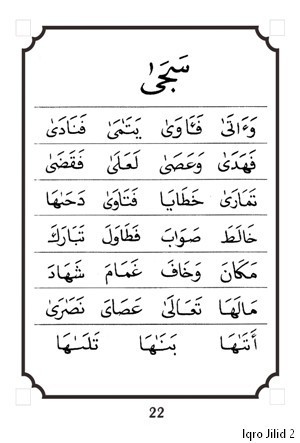 سَجَىٰ
وَءَاتَىٰ فَـَٔاوَىٰ يَتَٰمَىٰ فَنَادَىٰ
فَهَدَىٰ وَعَصَىٰ لَعَلَىٰ فَقَضَىٰ
تَمَارَىٰ خَطَايَا فَتَاوَىٰ دَحَىٰهَا
خَالَطَ صَوَابَ فَطَاوَلَ تَبَارَكَ
مَكَانَ وَخَافَ غَمَامَ شَهَادَ
مَالَهَا تَعَالَىٰ عَصَايَ نَصَٰرَىٰ
أَتَىٰهَا بَنَىٰهَا تَلَىٰهَا
22
Iqro Jilid 2